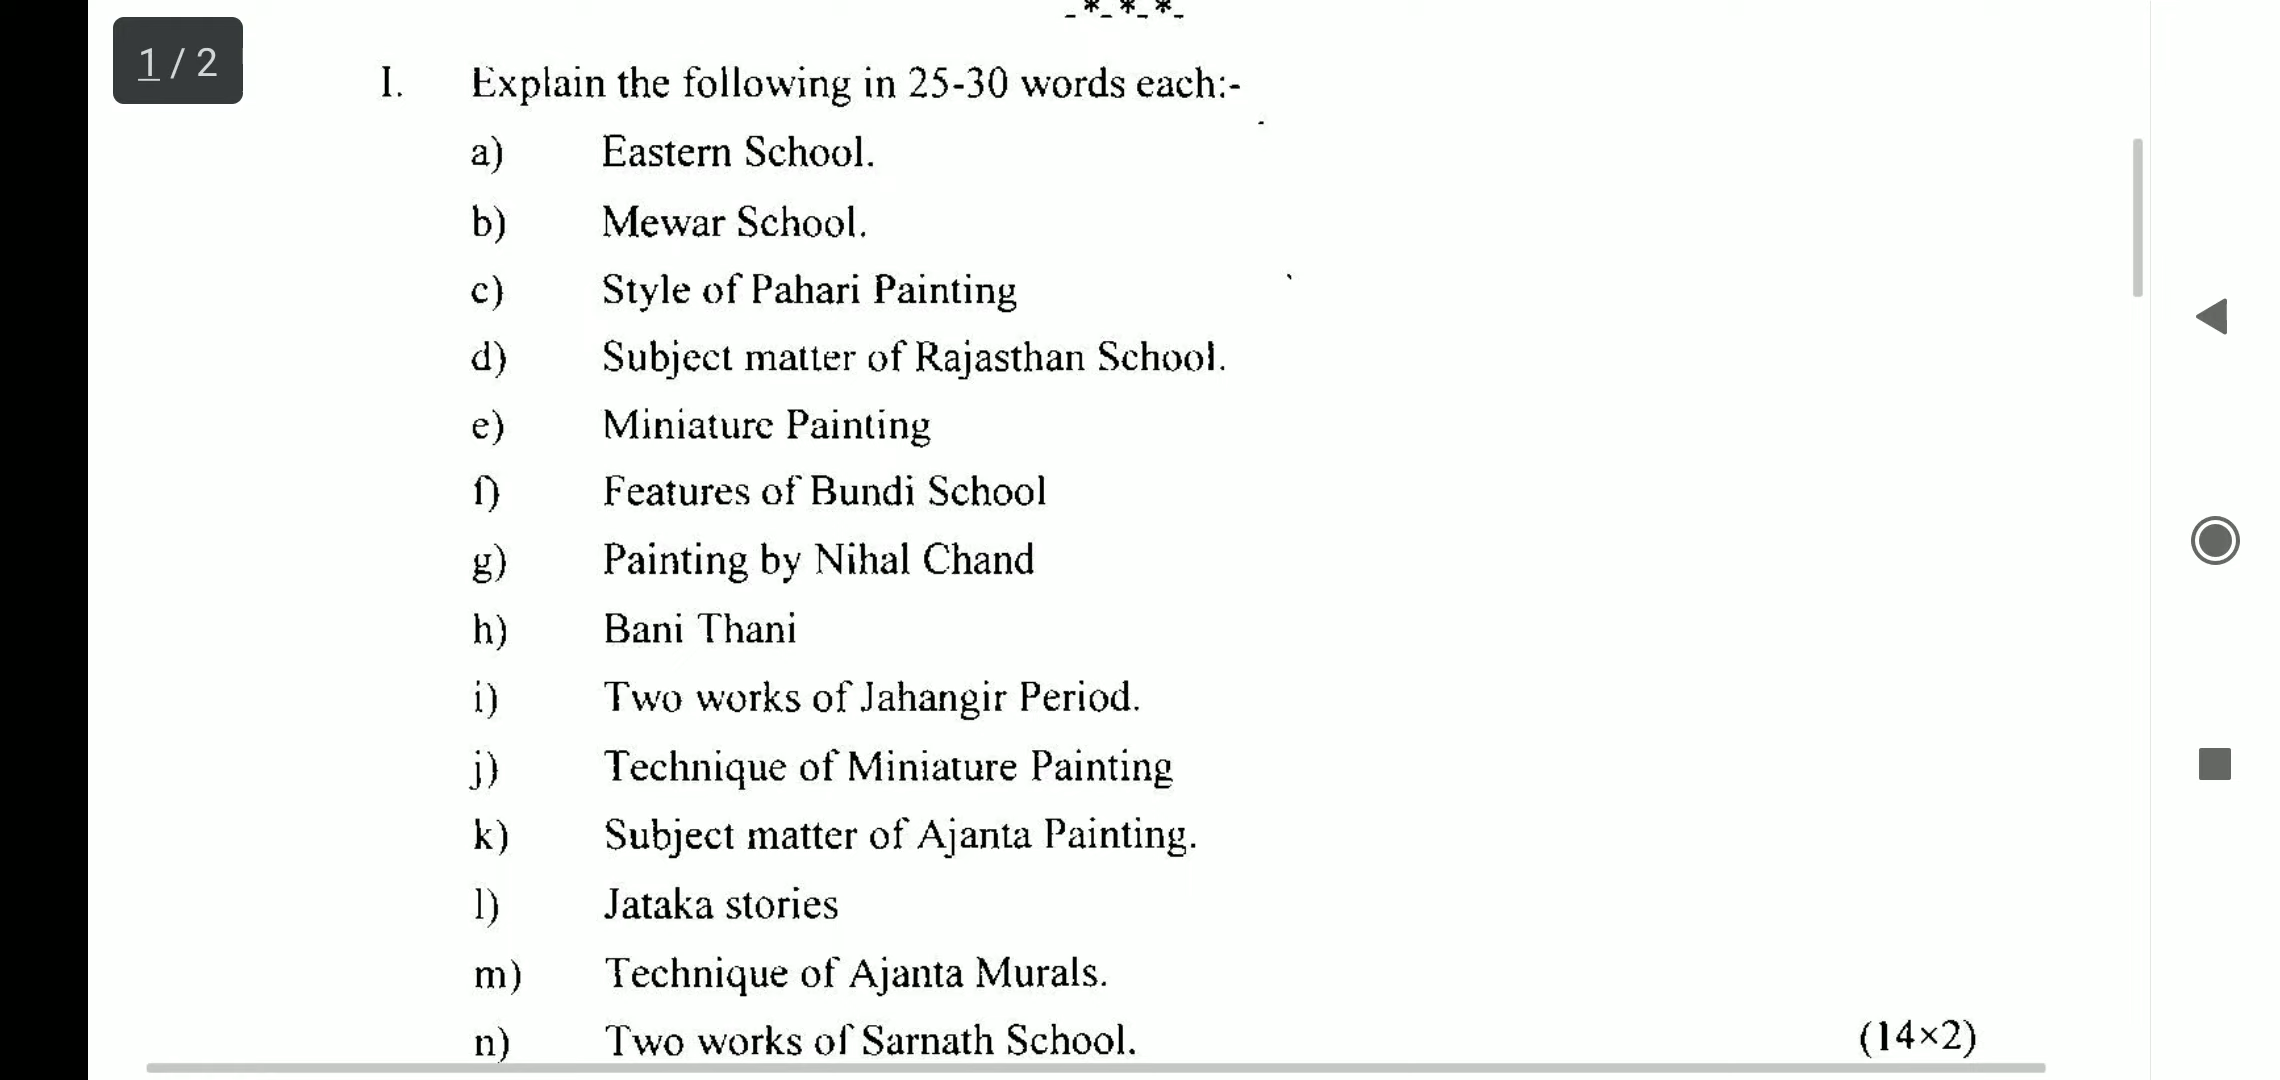 -*-*-*-
1 / 2
I. Explain the following in 25-30 words each:-
a) Eastern School.
b) Mewar School.
c) Style of Pahari Painting
d) Subject matter of Rajasthan School.
e) Miniature Painting
f) Features of Bundi School
g) Painting by Nihal Chand
h) Bani Thani
i) Two works of Jahangir Period.
j) Technique of Miniature Painting
k) Subject matter of Ajanta Painting.
l) Jataka stories
m) Technique of Ajanta Murals.
n) Two works of Sarnath School. (14×2)